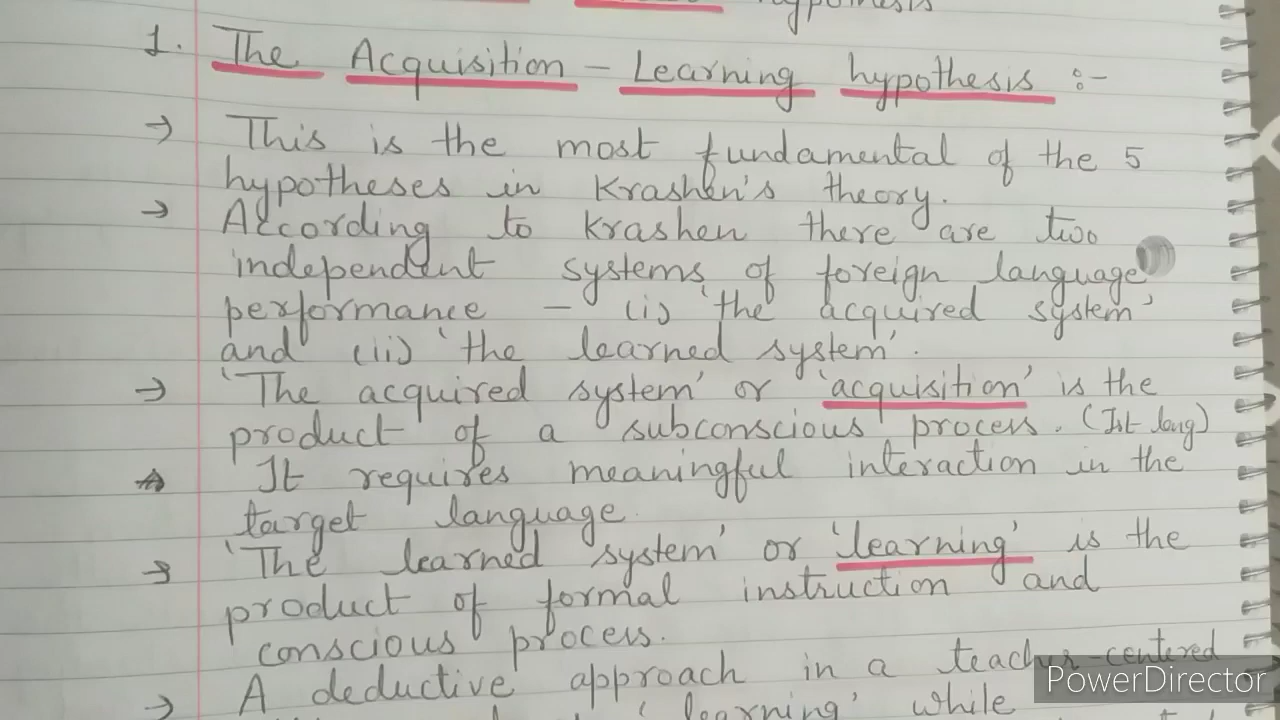 hypothesis
1. The Acquisition - Learning hypothesis :-
→ This is the most fundamental of the 5
hypotheses in Krashen's theory.
→ According to Krashen there are two
independent systems of foreign language
performance - (i) 'the acquired system'
and (ii) 'the learned system'.
→ 'The acquired system' or 'acquisition' is the
product of a subconscious process. (Ist lang)
It requires meaningful interaction in the
target language.
→ 'The learned system' or 'learning' is the
product of formal instruction and
conscious process.
→ A deductive approach in a teacher-centered
'learning' while
PowerDirector